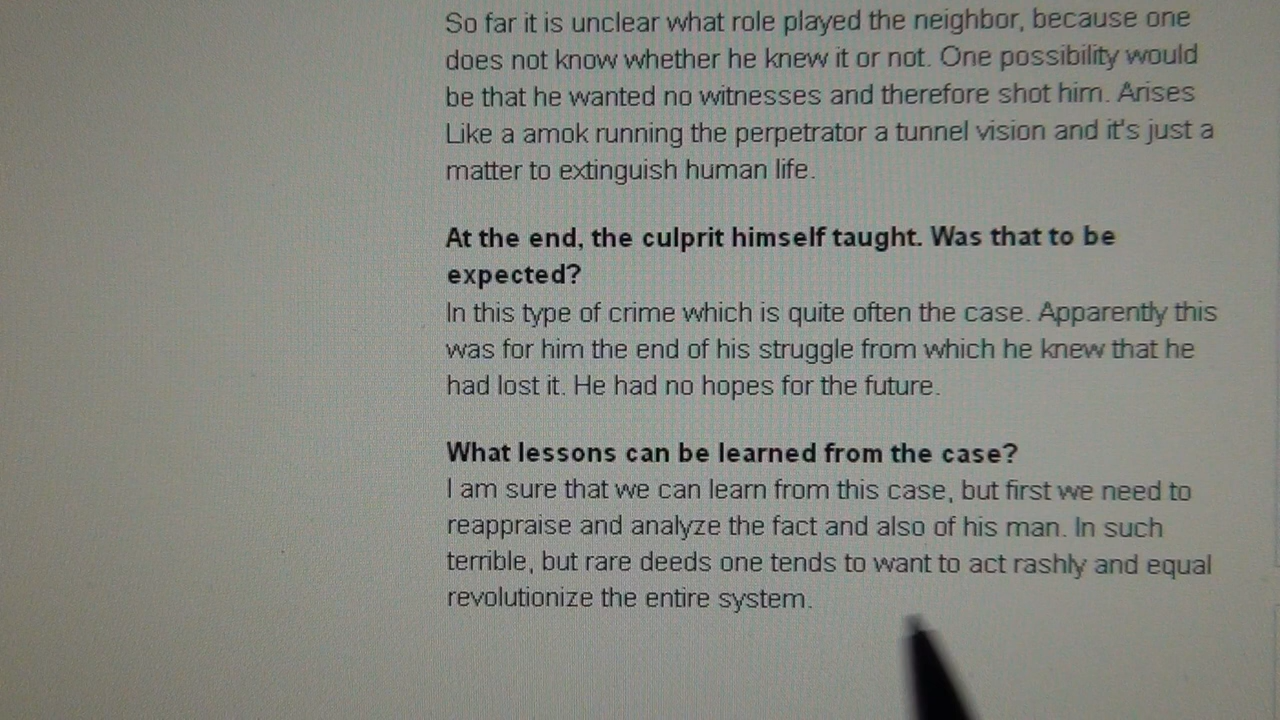 So far it is unclear what role played the neighbor, because one
does not know whether he knew it or not. One possibility would
be that he wanted no witnesses and therefore shot him. Arises
Like a amok running the perpetrator a tunnel vision and it's just a
matter to extinguish human life.
At the end, the culprit himself taught. Was that to be
expected?
In this type of crime which is quite often the case. Apparently this
was for him the end of his struggle from which he knew that he
had lost it. He had no hopes for the future.
What lessons can be learned from the case?
I am sure that we can learn from this case, but first we need to
reappraise and analyze the fact and also of his man. In such
terrible, but rare deeds one tends to want to act rashly and equal
revolutionize the entire system.